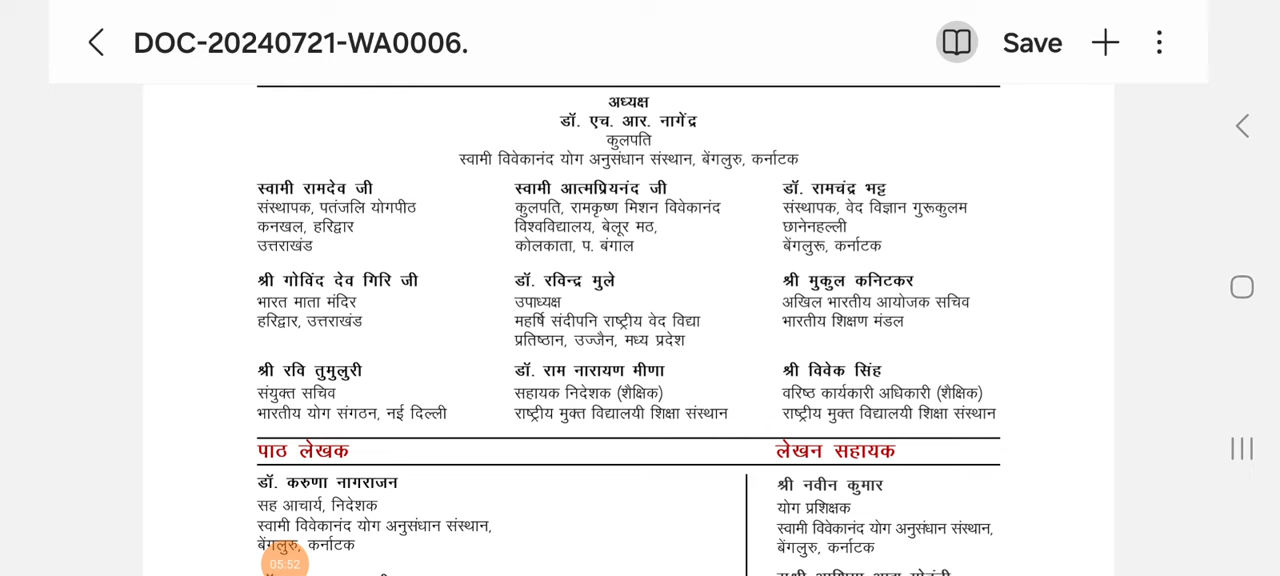 DOC-20240721-WA0006.
Save
अध्यक्ष
डॉ. एच. आर. नागेंद्र
कुलपति
स्वामी विवेकानंद योग अनुसंधान संस्थान, बेंगलुरु, कर्नाटक
स्वामी रामदेव जी
संस्थापक, पतंजलि योगपीठ
कनखल, हरिद्वार
उत्तराखंड
स्वामी आत्मप्रियनंद जी
कुलपति, रामकृष्ण मिशन विवेकानंद
विश्वविद्यालय, बेलूर मठ,
कोलकाता, प. बंगाल
डॉ. रामचंद्र भट्ट
संस्थापक, वेद विज्ञान गुरूकुलम
छानेनहल्ली
बेंगलुरू, कर्नाटक
श्री गोविंद देव गिरि जी
भारत माता मंदिर
हरिद्वार, उत्तराखंड
डॉ. रविन्द्र मुले
उपाध्यक्ष
महर्षि संदीपनि राष्ट्रीय वेद विद्या
प्रतिष्ठान, उज्जैन, मध्य प्रदेश
श्री मुकुल कनिटकर
अखिल भारतीय आयोजक सचिव
भारतीय शिक्षण मंडल
श्री रवि तुमुलुरी
संयुक्त सचिव
भारतीय योग संगठन, नई दिल्ली
डॉ. राम नारायण मीणा
सहायक निदेशक (शैक्षिक)
राष्ट्रीय मुक्त विद्यालयी शिक्षा संस्थान
श्री विवेक सिंह
वरिष्ठ कार्यकारी अधिकारी (शैक्षिक)
राष्ट्रीय मुक्त विद्यालयी शिक्षा संस्थान
पाठ लेखक
डॉ. करुणा नागराजन
सह आचार्य, निदेशक
स्वामी विवेकानंद योग अनुसंधान संस्थान,
बेंगलुरु, कर्नाटक
05:52
लेखन सहायक
श्री नवीन कुमार
योग प्रशिक्षक
स्वामी विवेकानंद योग अनुसंधान संस्थान,
बेंगलुरु, कर्नाटक